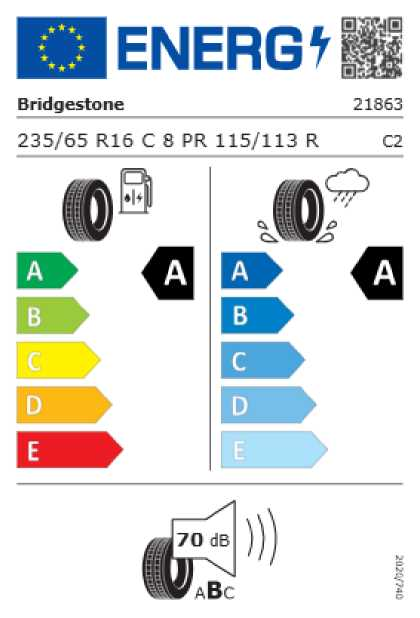 ENERG
Bridgestone 21863
235/65 R16 C 8 PR 115/113 R C2
A A A A
B B
C C
D D
E E
70 dB
ABC
2020/740